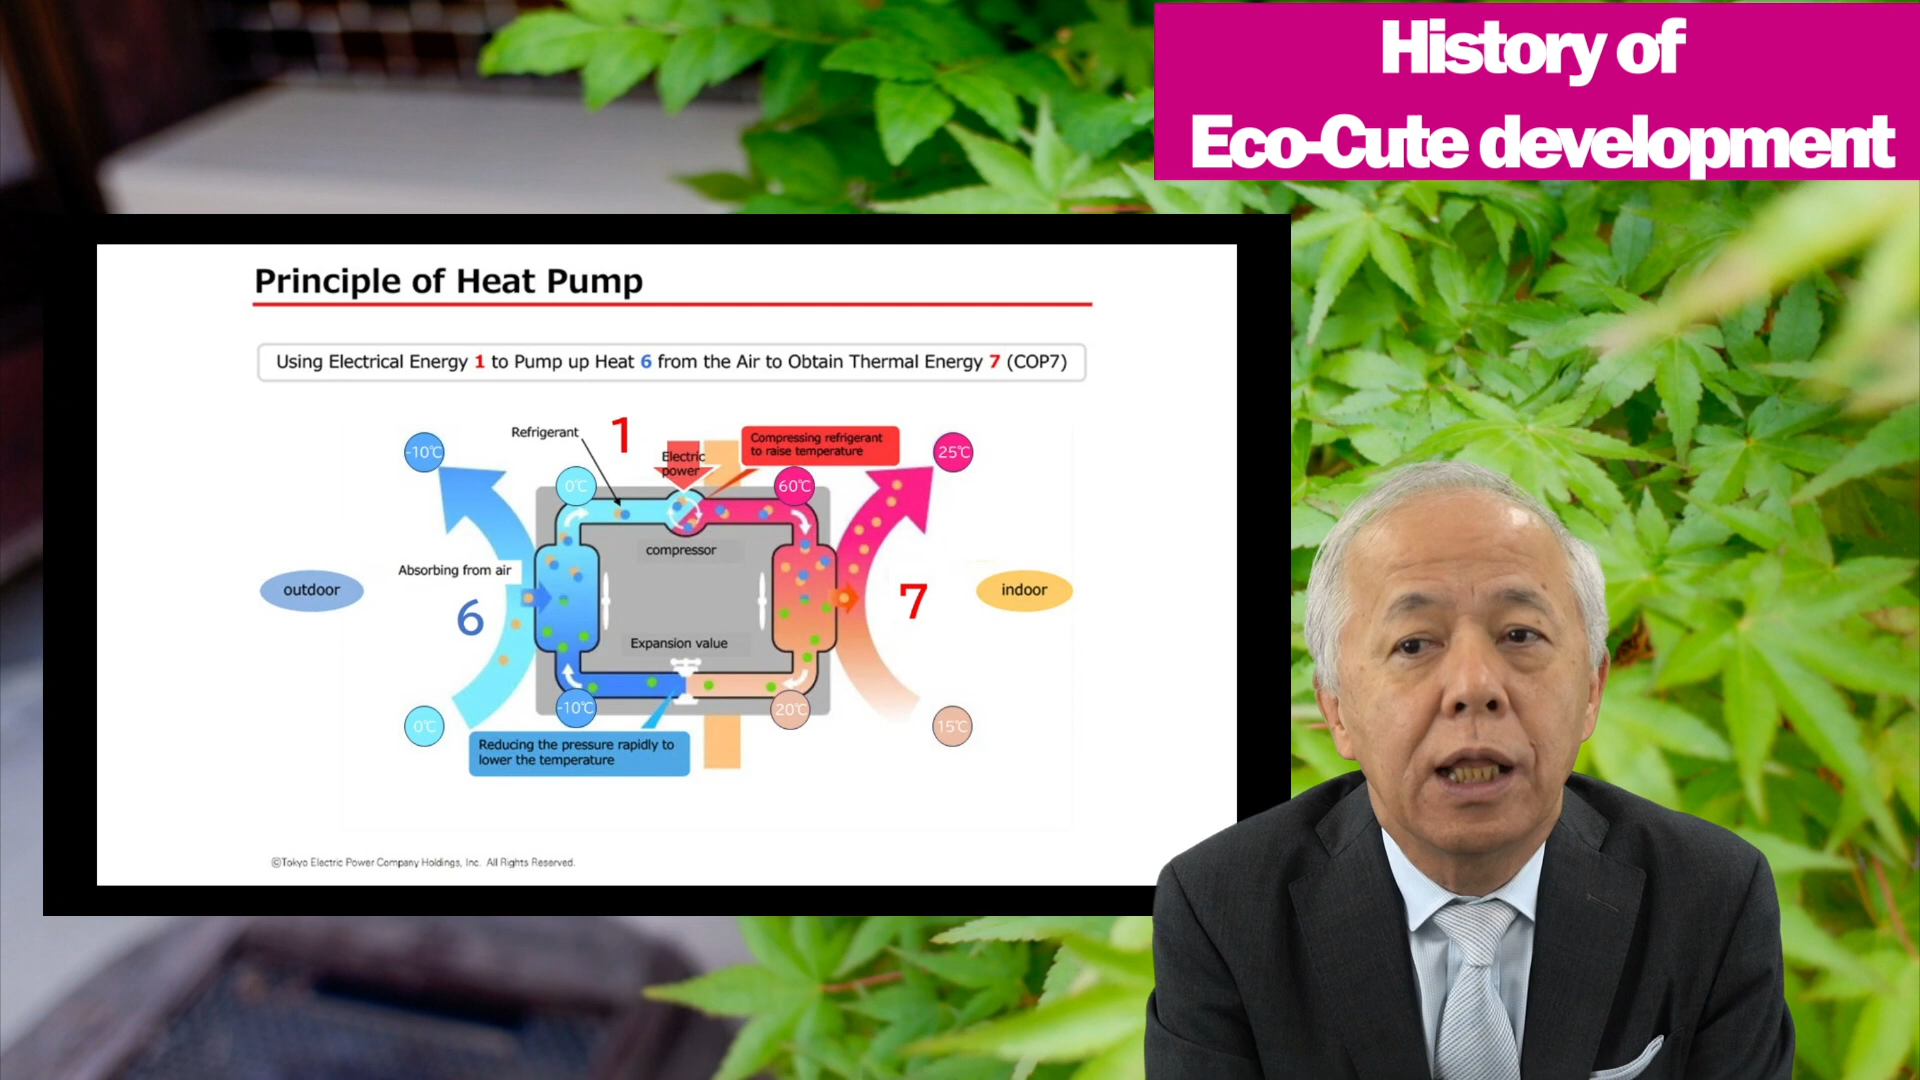 History of
Eco-Cute development
Principle of Heat Pump
Using Electrical Energy 1 to Pump up Heat 6 from the Air to Obtain Thermal Energy 7 (COP7)
Refrigerant
1
Electric
power
Compressing refrigerant
to raise temperature
-10℃
25℃
0℃
60℃
compressor
Absorbing from air
outdoor
6
7
indoor
Expansion value
-10℃
20℃
0℃
15℃
Reducing the pressure rapidly to
lower the temperature
©Tokyo Electric Power Company Holdings, Inc. All Rights Reserved.